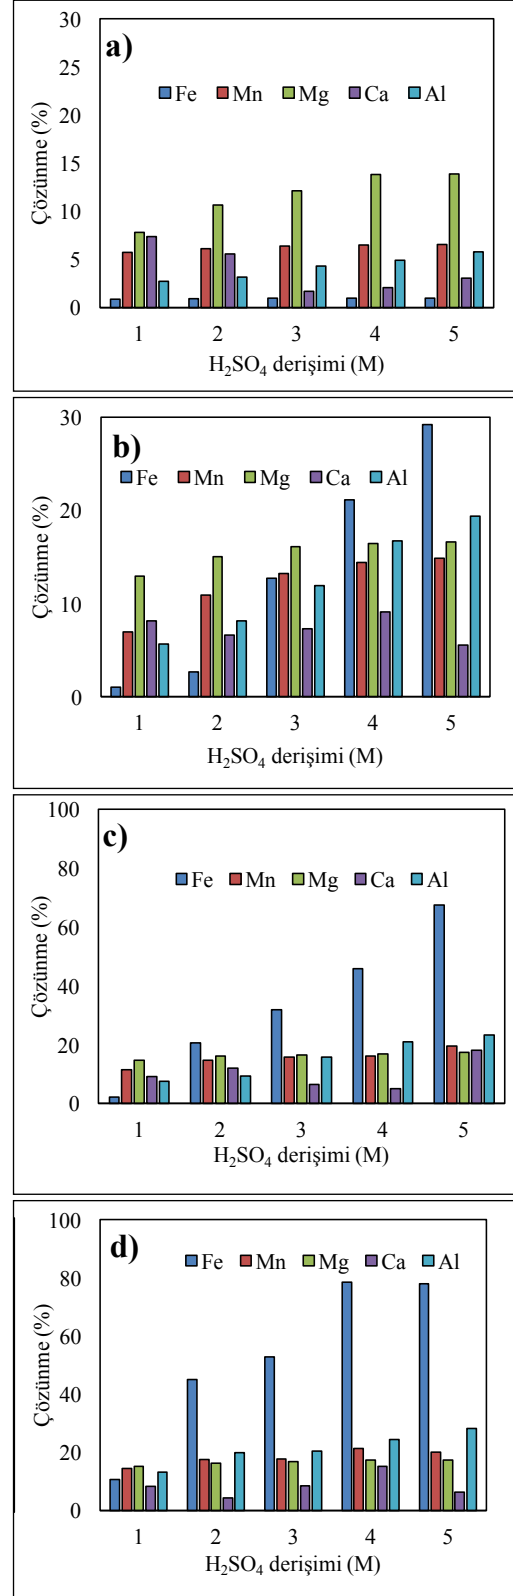 a)
30
25
20
15
10
5
0
Fe Mn Mg Ca Al
Çözünme (%)
1 2 3 4 5
H₂SO₄ derişimi (M)
b)
30
20
10
0
Fe Mn Mg Ca Al
Çözünme (%)
1 2 3 4 5
H₂SO₄ derişimi (M)
c)
100
80
60
40
20
0
Fe Mn Mg Ca Al
Çözünme (%)
1 2 3 4 5
H₂SO₄ derişimi (M)
d)
100
80
60
40
20
0
Fe Mn Mg Ca Al
Çözünme (%)
1 2 3 4 5
H₂SO₄ derişimi (M)